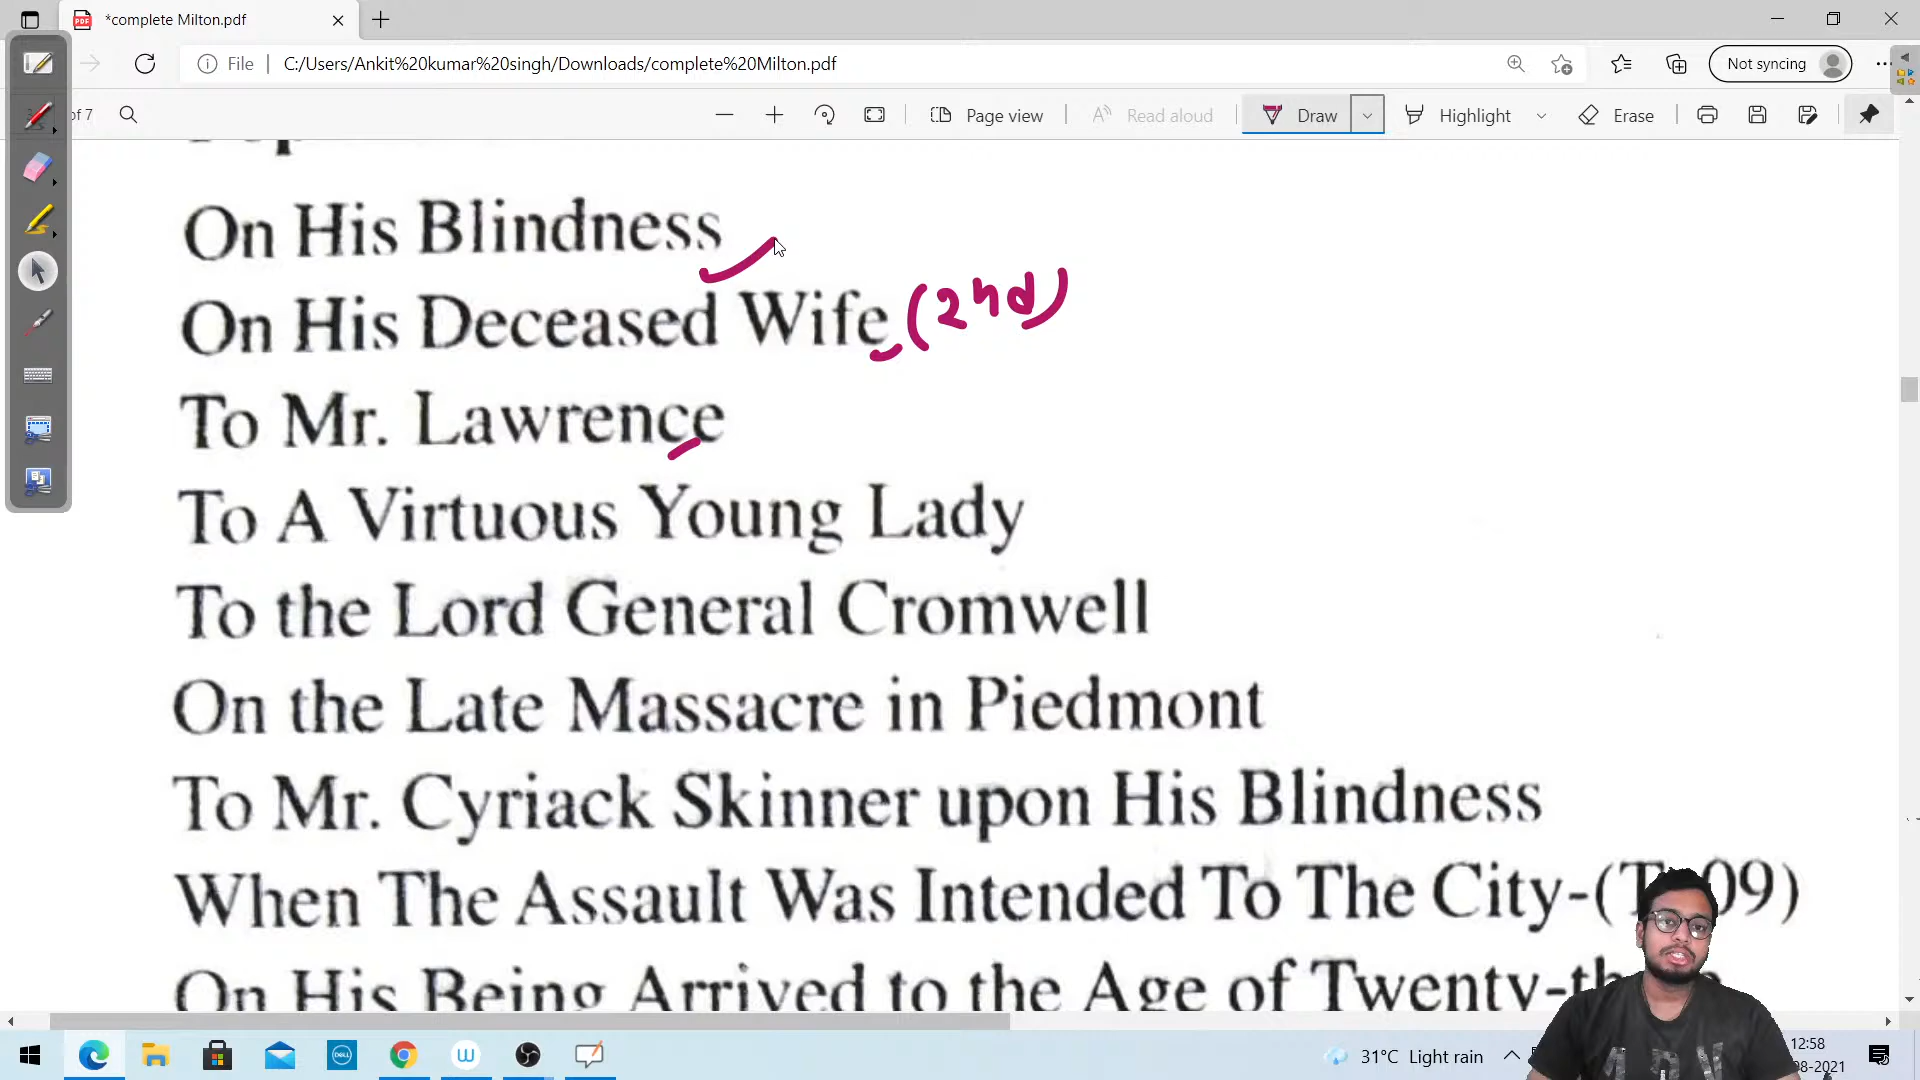 *complete Milton.pdf
File C:/Users/Ankit%20kumar%20singh/Downloads/complete%20Milton.pdf Not syncing
of 7 Page view Read aloud Draw Highlight Erase
On His Blindness
On His Deceased Wife (2nd)
To Mr. Lawrence
To A Virtuous Young Lady
To the Lord General Cromwell
On the Late Massacre in Piedmont
To Mr. Cyriack Skinner upon His Blindness
When The Assault Was Intended To The City-(
On His Being Arrived to the Age of
31°C Light rain 12:58
08-2021